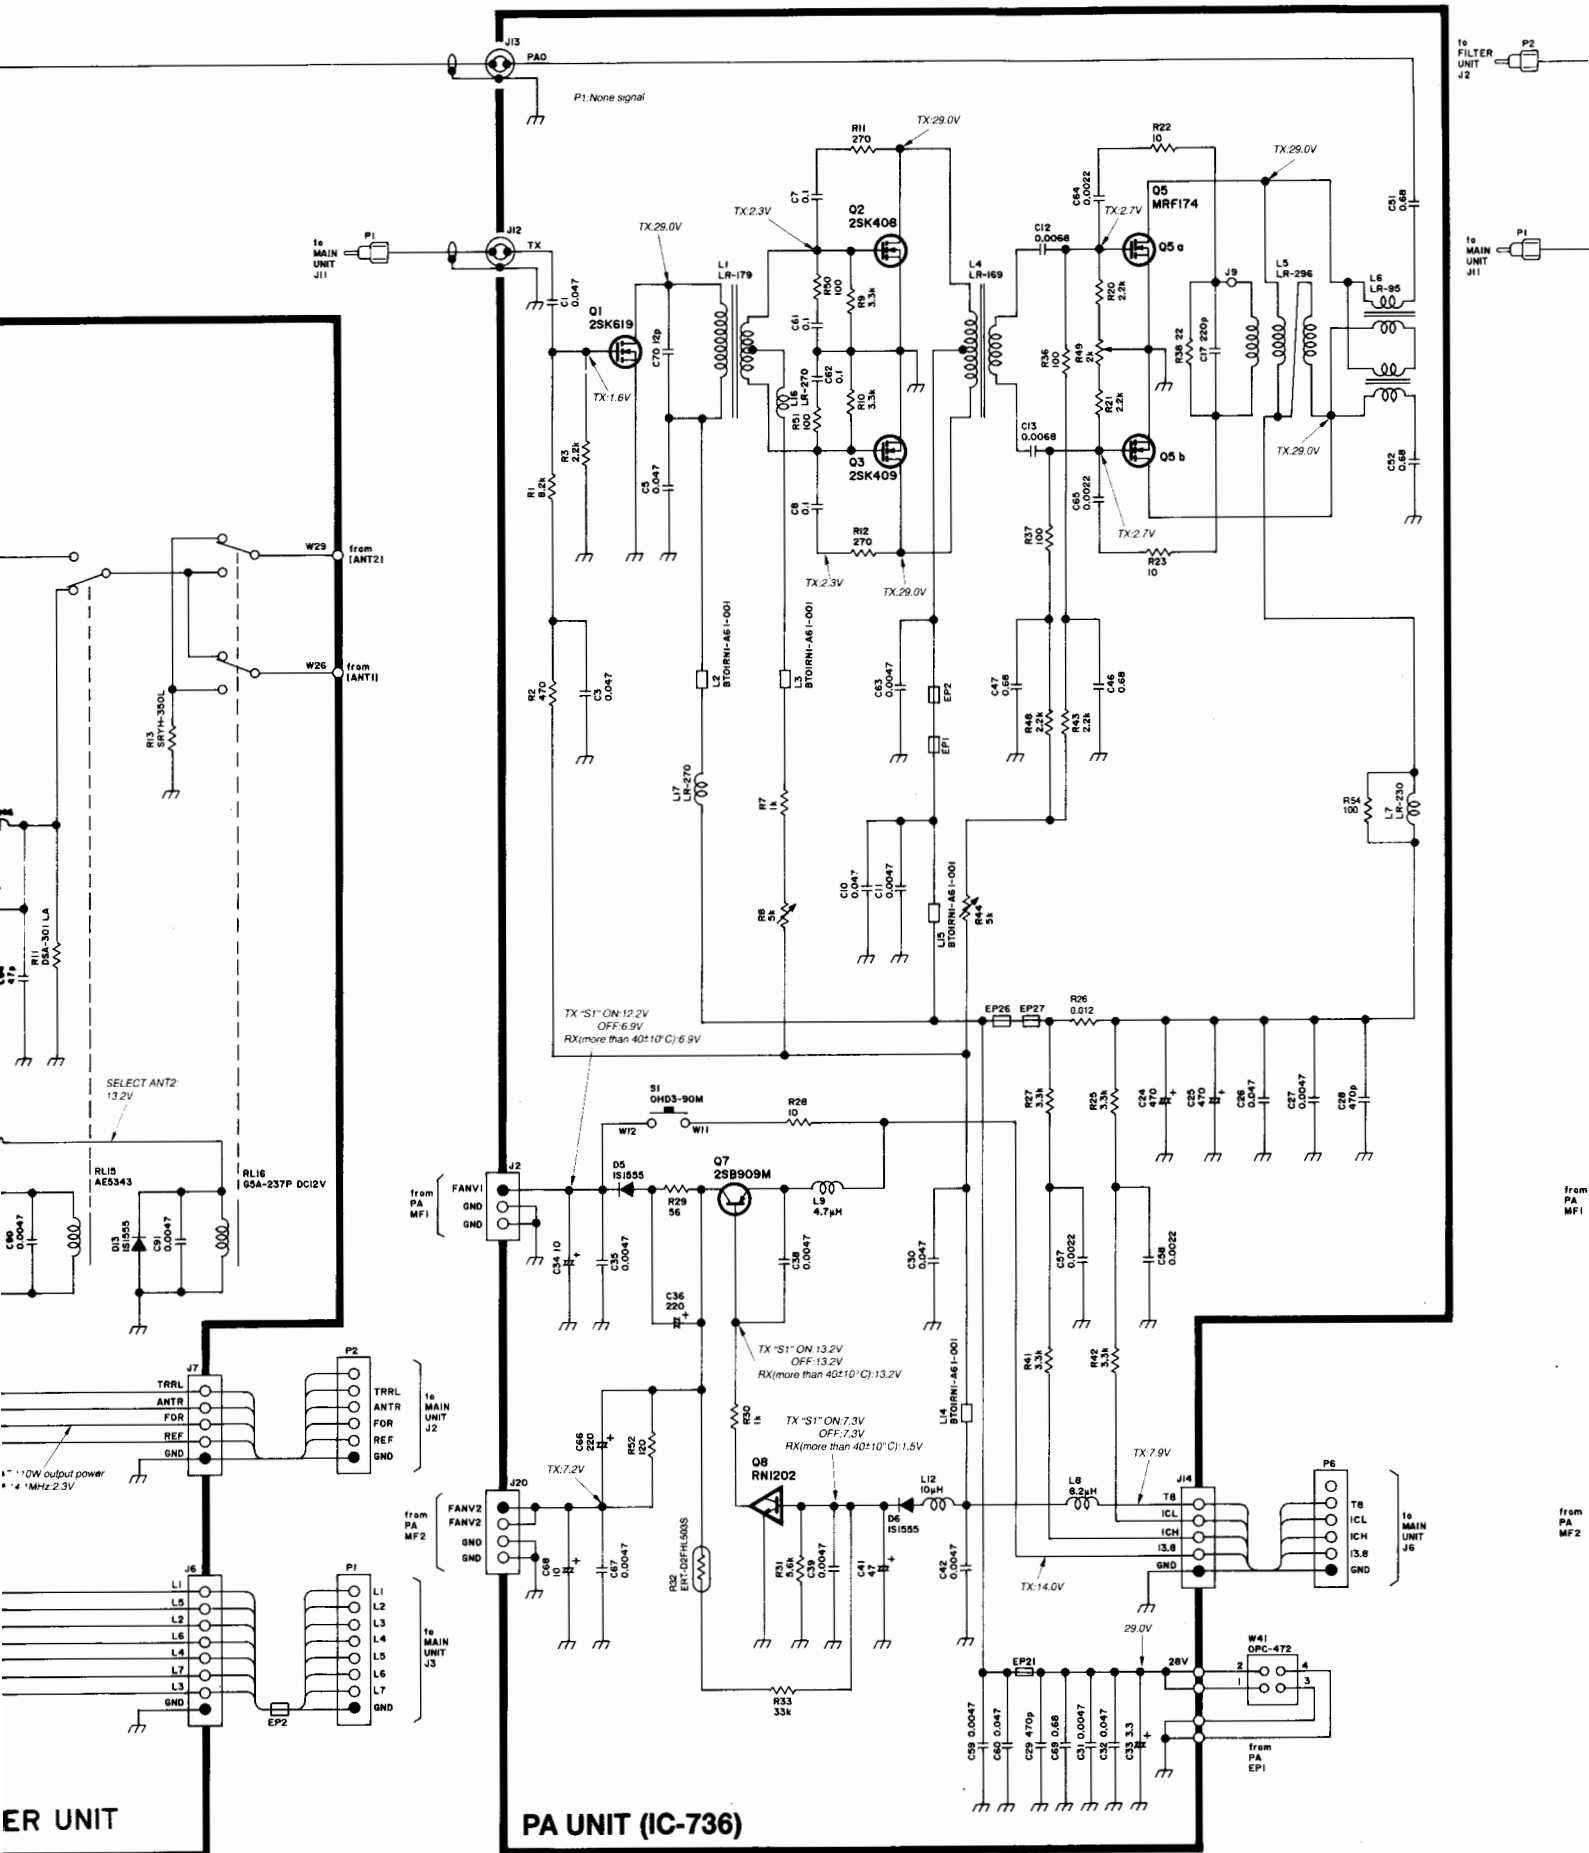 J13
PAO
P1:None signal
to
FILTER
UNIT
J2
P2
R11
270
TX:29.0V
R22
10
TX:29.0V
C7
0.1
C64
0.0022
Q5
MRF174
C51
0.68
TX:2.3V
Q2
2SK408
TX:2.7V
to
MAIN
UNIT
J11
P1
J12
TX
TX:29.0V
C12
0.0068
Q5a
to
MAIN
UNIT
J11
P1
C1
0.047
L1
LR-179
L4
LR-169
J9
L5
LR-296
L6
LR-95
Q1
2SK619
C70 12p
R50
100
R9
3.3k
C61
0.1
R20
2.2k
R36
100
R49
2k
R38 22
C17 220p
TX:1.6V
L16
LR-270
C62
0.1
R51
100
R10
3.3k
R21
2.2k
C13
0.0068
R3
2.2k
Q3
2SK409
Q5b
TX:29.0V
C52
0.68
R1
8.2k
C5
0.047
C8
0.1
C65
0.0022
R12
270
R37
100
TX:2.7V
R23
10
TX:2.3V
TX:29.0V
W29
from
[ANT2]
W26
from
[ANT1]
R13
SRYH-350L
R2
470
C3
0.047
L2
BT01RN1-A61-001
L3
BT01RN1-A61-001
C63
0.0047
EP2
EP1
C47
0.68
R48
2.2k
R43
2.2k
C46
0.68
L17
LR-270
R7
1k
R54
100
L7
LR-230
C10
0.047
C11
0.0047
R8
5k
L15
BT01RN1-A61-001
R44
5k
R11
DSA-301LA
47p
TX "S1" ON:12.2V
OFF:6.9V
RX(more than 40±10°C):6.9V
EP26
EP27
R26
0.012
SELECT ANT2:
13.2V
S1
OHD3-90M
W12
W11
R28
10
R27
3.3k
R25
3.3k
C24
470
C25
470
C26
0.047
C27
0.0047
C28
470p
RL15
AE5343
RL16
G5A-237P DC12V
C90
0.0047
D13
1S1555
C91
0.0047
from
PA
MF1
J2
FANV1
GND
GND
D5
1S1555
R29
56
Q7
2SB909M
L9
4.7µH
from
PA
MF1
C34 10
C35
0.0047
C36
220
C38
0.0047
C30
0.047
C57
0.0022
C58
0.0022
TX "S1" ON:13.2V
OFF:13.2V
RX(more than 40±10°C):13.2V
R41
3.3k
R42
3.3k
J7
TRRL
ANTR
FOR
REF
GND
P2
TRRL
ANTR
FOR
REF
GND
to
MAIN
UNIT
J2
10W output power
1MHz:2.3V
C66
220
R52
120
R30
1k
L14
BT01RN1-A61-001
TX "S1" ON:7.3V
OFF:7.3V
RX(more than 40±10°C):1.5V
TX:7.2V
Q8
RN1202
L12
10µH
L8
8.2µH
TX:7.9V
J14
T8
ICL
ICH
13.8
GND
P6
T8
ICL
ICH
13.8
GND
to
MAIN
UNIT
J6
from
PA
MF2
J20
FANV2
FANV2
GND
GND
D6
1S1555
from
PA
MF2
C68
10
C67
0.0047
R32
ERT-D2FHL503S
R31
5.6k
C39
0.0047
C41
47
C42
0.0047
TX:14.0V
J6
L1
L5
L2
L6
L4
L7
L3
GND
EP2
P1
L1
L2
L3
L4
L5
L6
L7
GND
to
MAIN
UNIT
J3
29.0V
28V
EP21
R33
33k
W41
OPC-472
2
4
1
3
C59 0.0047
C60 0.047
C29 470p
C69 0.68
C31 0.0047
C32 0.047
C33 3.3
from
PA
EP1
ER UNIT
PA UNIT (IC-736)